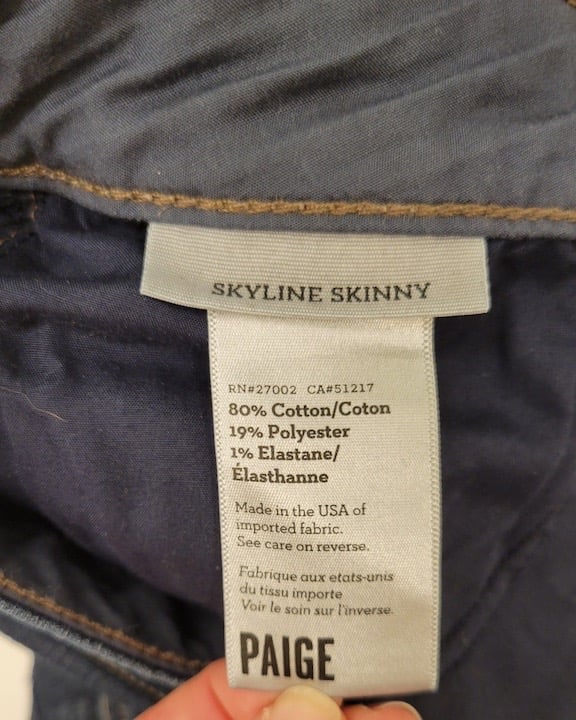 SKYLINE SKINNY
RN#27002 CA#51217
80% Cotton/Coton
19% Polyester
1% Elastane/
Élasthanne
Made in the USA of
imported fabric.
See care on reverse.
Fabrique aux etats-unis
du tissu importe
Voir le soin sur l'inverse.
PAIGE